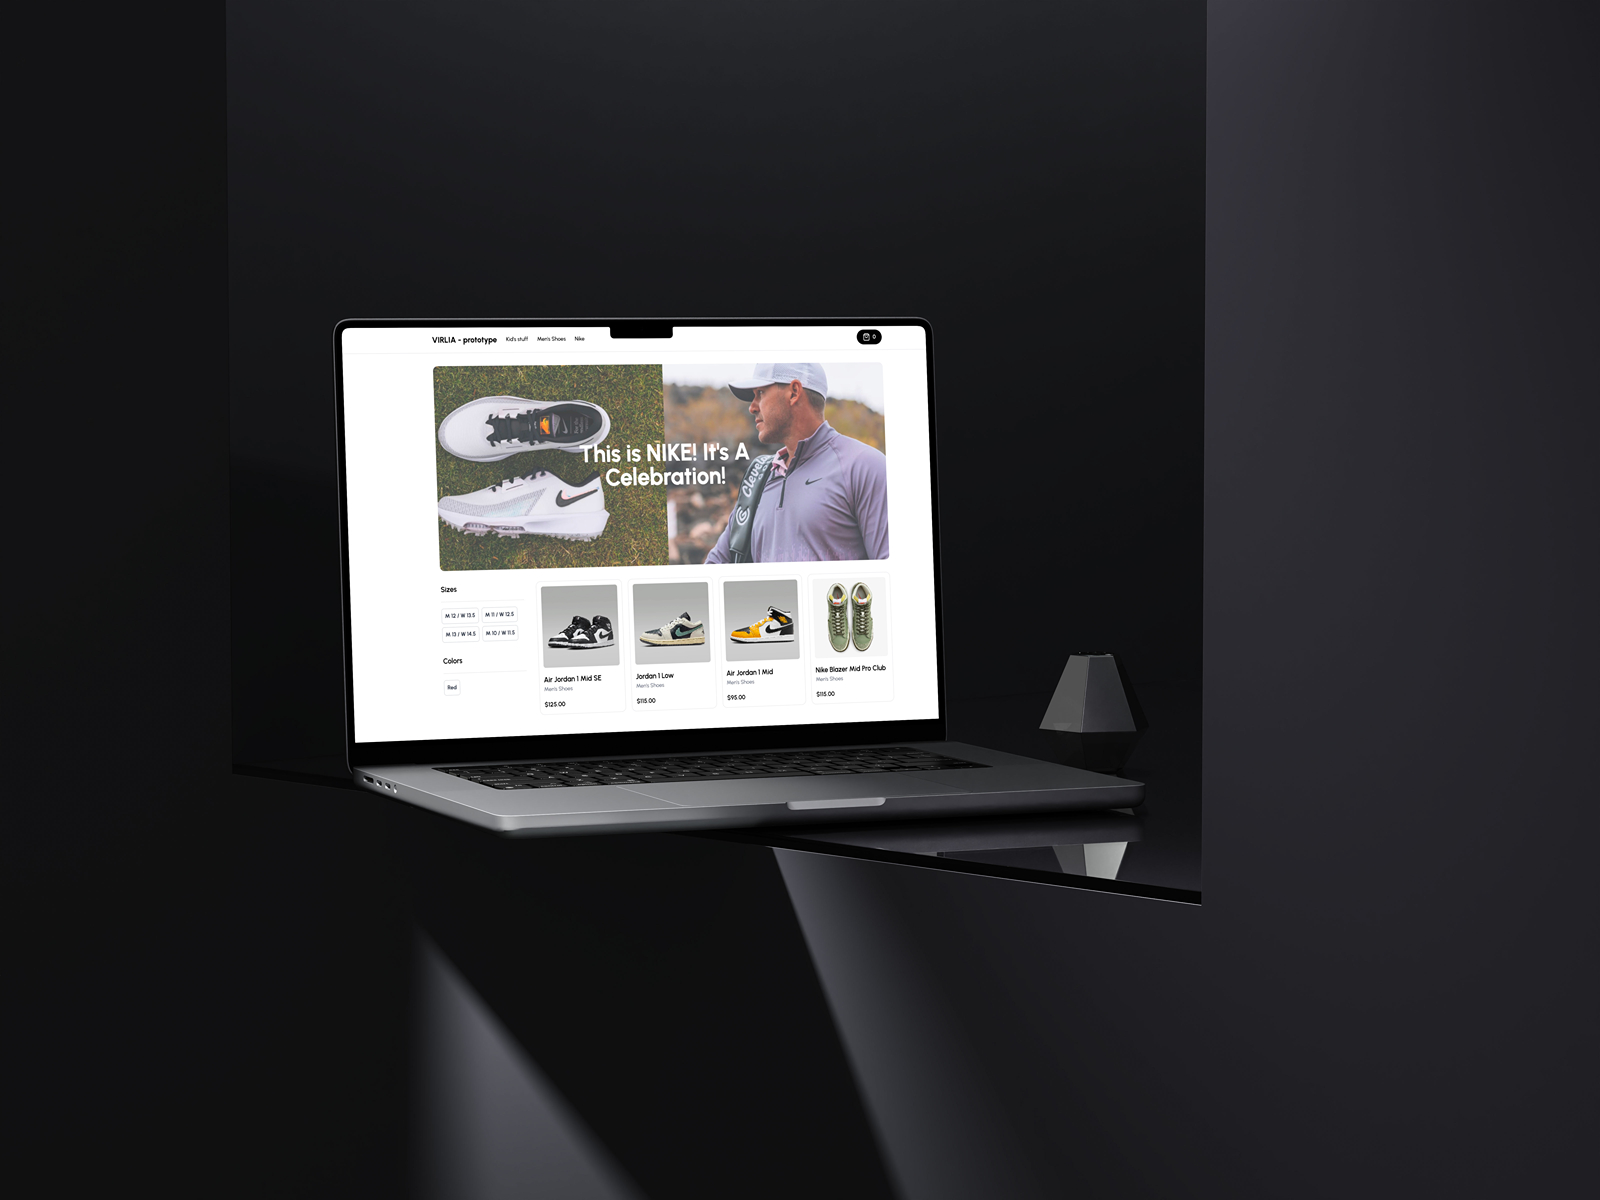 VIRLIA - prototype
Kid's stuff
Men's Shoes
Nike
0
This is NIKE! It's A
Celebration!
Cleveland
Sizes
M 12 / W 13.5
M 11 / W 12.5
M 13 / W 14.5
M 10 / W 11.5
Colors
Red
Air Jordan 1 Mid SE
Men's Shoes
$125.00
Jordan 1 Low
Men's Shoes
$115.00
Air Jordan 1 Mid
Men's Shoes
$95.00
Nike Blazer Mid Pro Club
Men's Shoes
$115.00